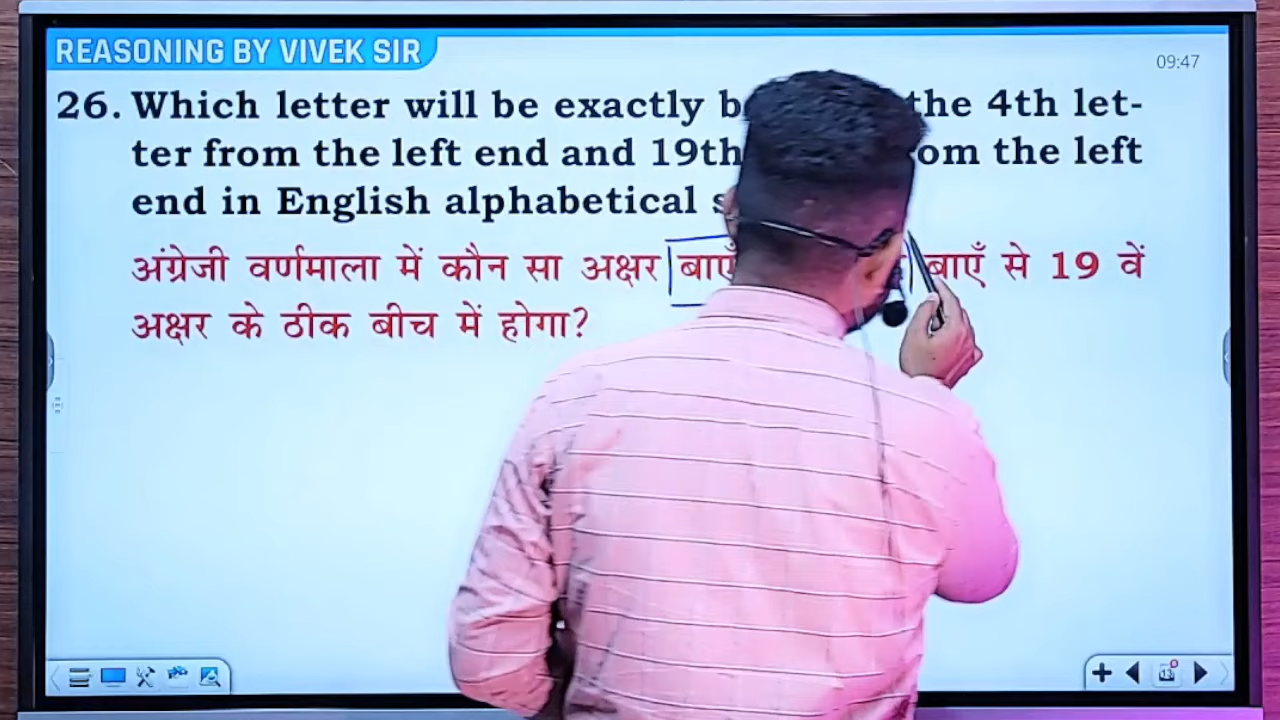 REASONING BY VIVEK SIR
09:47
26. Which letter will be exactly the 4th let-
ter from the left end and 19th the left
end in English alphabetical
अंग्रेजी वर्णमाला में कौन सा अक्षर बाएँ बाएँ से 19 वें
अक्षर के ठीक बीच में होगा?